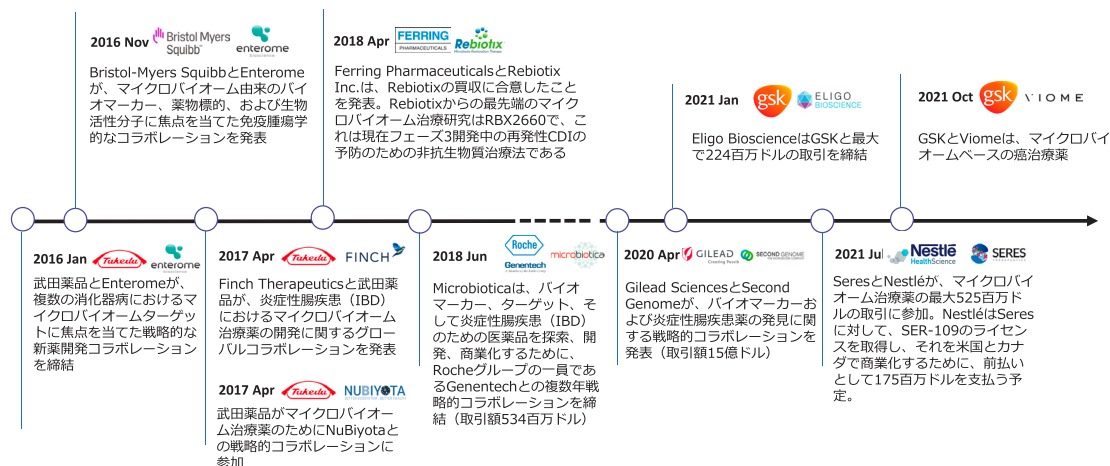 2016 Nov
Bristol Myers
Squibb™
enterome
Bristol-Myers SquibbとEnterome
が、マイクロバイオーム由来のバイ
オマーカー、薬物標的、および生物
活性分子に焦点を当てた免疫腫瘍学
的なコラボレーションを発表
2018 Apr
FERRING
PHARMACEUTICALS
Rebiotix
Ferring PharmaceuticalsとRebiotix
Inc.は、Rebiotixの買収に合意したこと
を発表。Rebiotixからの最先端のマイク
ロバイオーム治療研究はRBX2660で、こ
れは現在フェーズ3開発中の再発性CDIの
予防のための非抗生物質治療法である
2021 Jan
gsk
ELIGO
BIOSCIENCE
Eligo BioscienceはGSKと最大
で224百万ドルの取引を締結
2021 Oct
gsk
VIOME
GSKとViomeは、マイクロバイ
オームベースの癌治療薬
2016 Jan
Takeda
enterome
武田薬品とEnteromeが、
複数の消化器病におけるマ
イクロバイオームターゲット
に焦点を当てた戦略的な
新薬開発コラボレーション
を締結
2017 Apr
Takeda
FINCH
Finch Therapeuticsと武田薬
品が、炎症性腸疾患（IBD）
におけるマイクロバイオーム
治療薬の開発に関するグロー
バルコラボレーションを発表
2017 Apr
Takeda
NUBIYOTA
武田薬品がマイクロバイオー
ム治療薬のためにNuBiyotaと
の戦略的コラボレーションに
参加
2018 Jun
Roche
Genentech
microbiotica
Microbioticaは、バイオ
マーカー、ターゲット、そ
して炎症性腸疾患（IBD）
のための医薬品を探索、開
発、商業化するために、
Rocheグループの一員であ
るGenentechとの複数年戦
略的コラボレーションを締
結（取引額534百万ドル）
2020 Apr
GILEAD
Creating Possible
SECOND
GENOME
Gilead SciencesとSecond
Genomeが、バイオマーカーお
よび炎症性腸疾患薬の発見に関
する戦略的コラボレーションを
発表（取引額15億ドル）
2021 Jul
Nestlé
HealthScience
SERES
THERAPEUTICS
SeresとNestléが、マイクロバイ
オーム治療薬の最大525百万ド
ルの取引に参加。NestléはSeres
に対して、SER-109のライセン
スを取得し、それを米国とカナ
ダで商業化するために、前払い
として175百万ドルを支払う予
定。